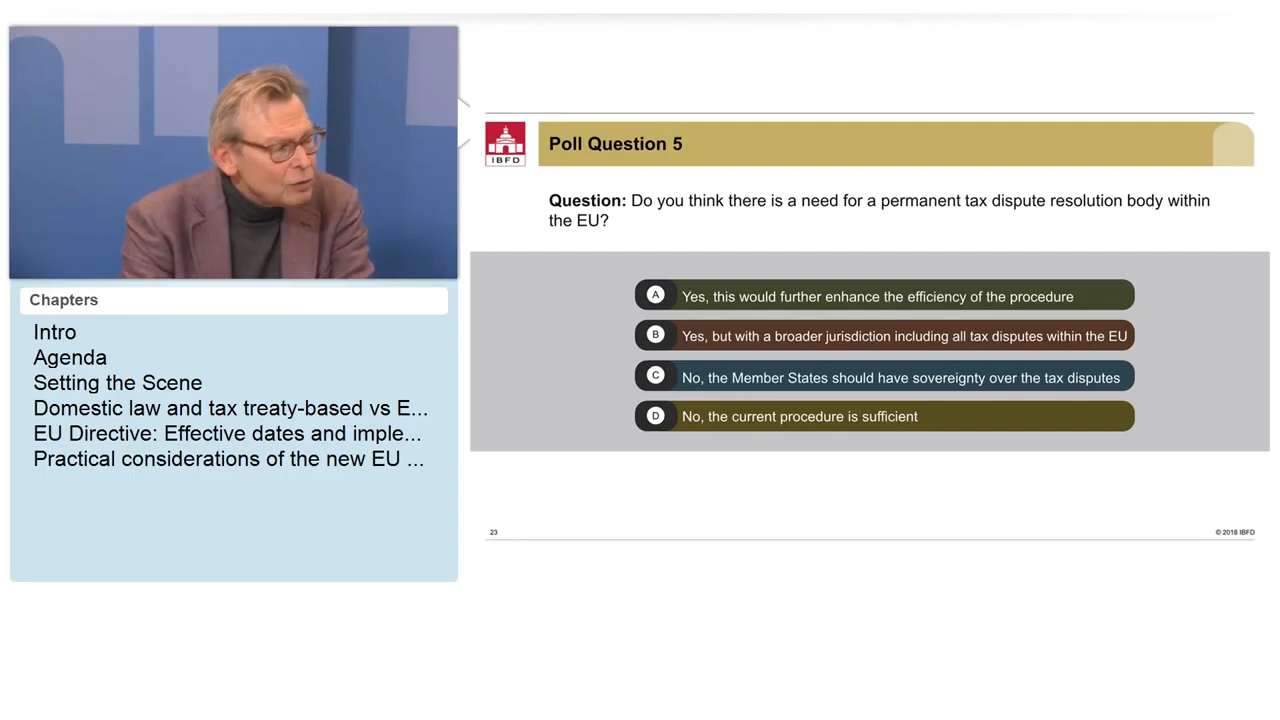 Chapters
Intro
Agenda
Setting the Scene
Domestic law and tax treaty-based vs E...
EU Directive: Effective dates and imple...
Practical considerations of the new EU ...
IBFD
Poll Question 5
Question: Do you think there is a need for a permanent tax dispute resolution body within
the EU?
A Yes, this would further enhance the efficiency of the procedure
B Yes, but with a broader jurisdiction including all tax disputes within the EU
C No, the Member States should have sovereignty over the tax disputes
D No, the current procedure is sufficient
23
© 2018 IBFD